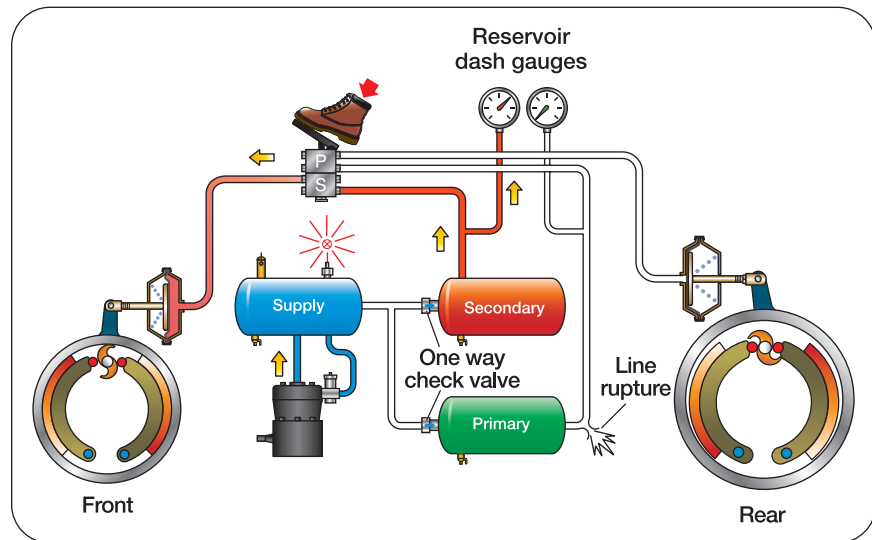 Reservoir
dash gauges
P
S
Supply
Secondary
One way
check valve
Line
rupture
Primary
Front
Rear